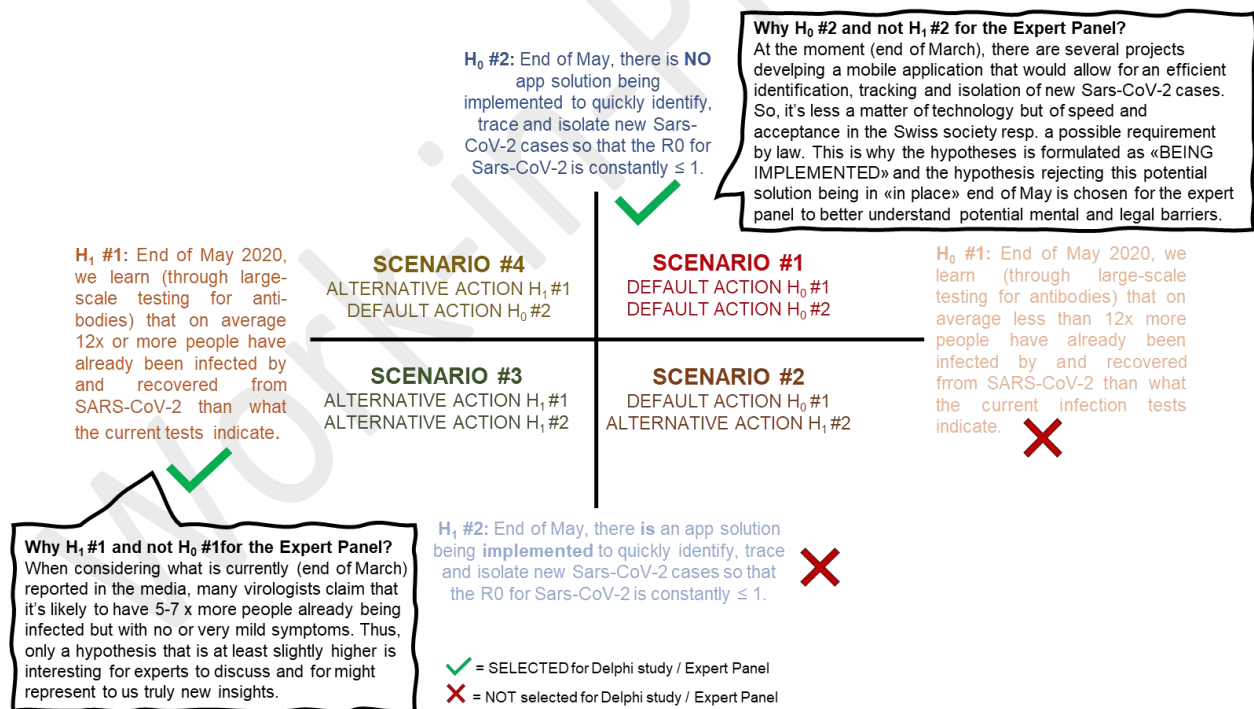 Work-in-P
H₀ #2: End of May, there is NO
app solution being
implemented to quickly identify,
trace and isolate new Sars-
CoV-2 cases so that the R0 for
Sars-CoV-2 is constantly ≤ 1.
Why H₀ #2 and not H₁ #2 for the Expert Panel?
At the moment (end of March), there are several projects
develping a mobile application that would allow for an efficient
identification, tracking and isolation of new Sars-CoV-2 cases.
So, it's less a matter of technology but of speed and
acceptance in the Swiss society resp. a possible requirement
by law. This is why the hypotheses is formulated as «BEING
IMPLEMENTED» and the hypothesis rejecting this potential
solution being in «in place» end of May is chosen for the expert
panel to better understand potential mental and legal barriers.
H₁ #1: End of May 2020,
we learn (through large-
scale testing for anti-
bodies) that on average
12x or more people have
already been infected by
and recovered from
SARS-CoV-2 than what
the current tests indicate.
SCENARIO #4
ALTERNATIVE ACTION H₁ #1
DEFAULT ACTION H₀ #2
SCENARIO #1
DEFAULT ACTION H₀ #1
DEFAULT ACTION H₀ #2
H₀ #1: End of May 2020, we
learn (through large-scale
testing for antibodies) that on
average less than 12x more
people have already been
infected by and recovered
frrom SARS-CoV-2 than what
the current infection tests
indicate.
SCENARIO #3
ALTERNATIVE ACTION H₁ #1
ALTERNATIVE ACTION H₁ #2
SCENARIO #2
DEFAULT ACTION H₀ #1
ALTERNATIVE ACTION H₁ #2
Why H₁ #1 and not H₀ #1for the Expert Panel?
When considering what is currently (end of March)
reported in the media, many virologists claim that
it's likely to have 5-7 x more people already being
infected but with no or very mild symptoms. Thus,
only a hypothesis that is at least slightly higher is
interesting for experts to discuss and for might
represent to us truly new insights.
H₁ #2: End of May, there is an app solution
being implemented to quickly identify, trace
and isolate new Sars-CoV-2 cases so that
the R0 for Sars-CoV-2 is constantly ≤ 1.
= SELECTED for Delphi study / Expert Panel
= NOT selected for Delphi study / Expert Panel